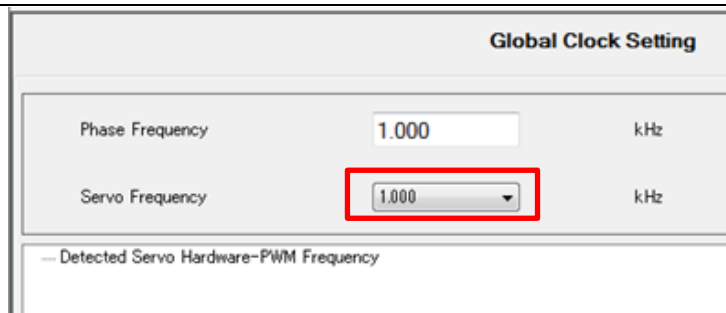 Global Clock Setting
Phase Frequency 1.000 kHz
Servo Frequency 1.000 kHz
Detected Servo Hardware-PWM Frequency